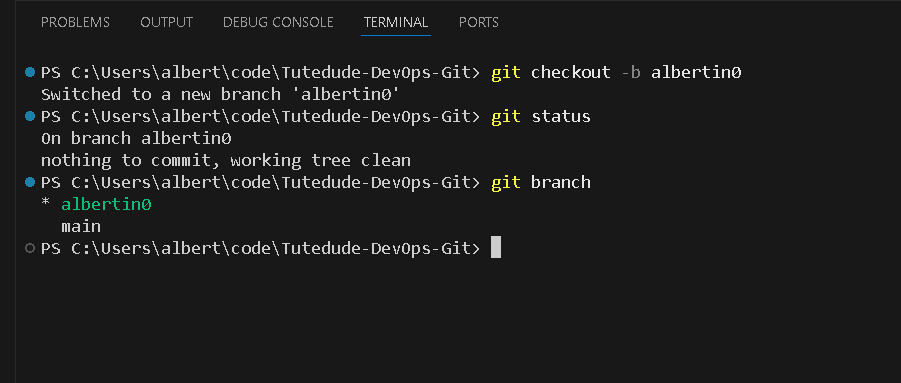 PROBLEMS OUTPUT DEBUG CONSOLE TERMINAL PORTS
PS C:\Users\albert\code\Tutedude-DevOps-Git> git checkout -b albertin0
Switched to a new branch 'albertin0'
PS C:\Users\albert\code\Tutedude-DevOps-Git> git status
On branch albertin0
nothing to commit, working tree clean
PS C:\Users\albert\code\Tutedude-DevOps-Git> git branch
* albertin0
  main
PS C:\Users\albert\code\Tutedude-DevOps-Git>